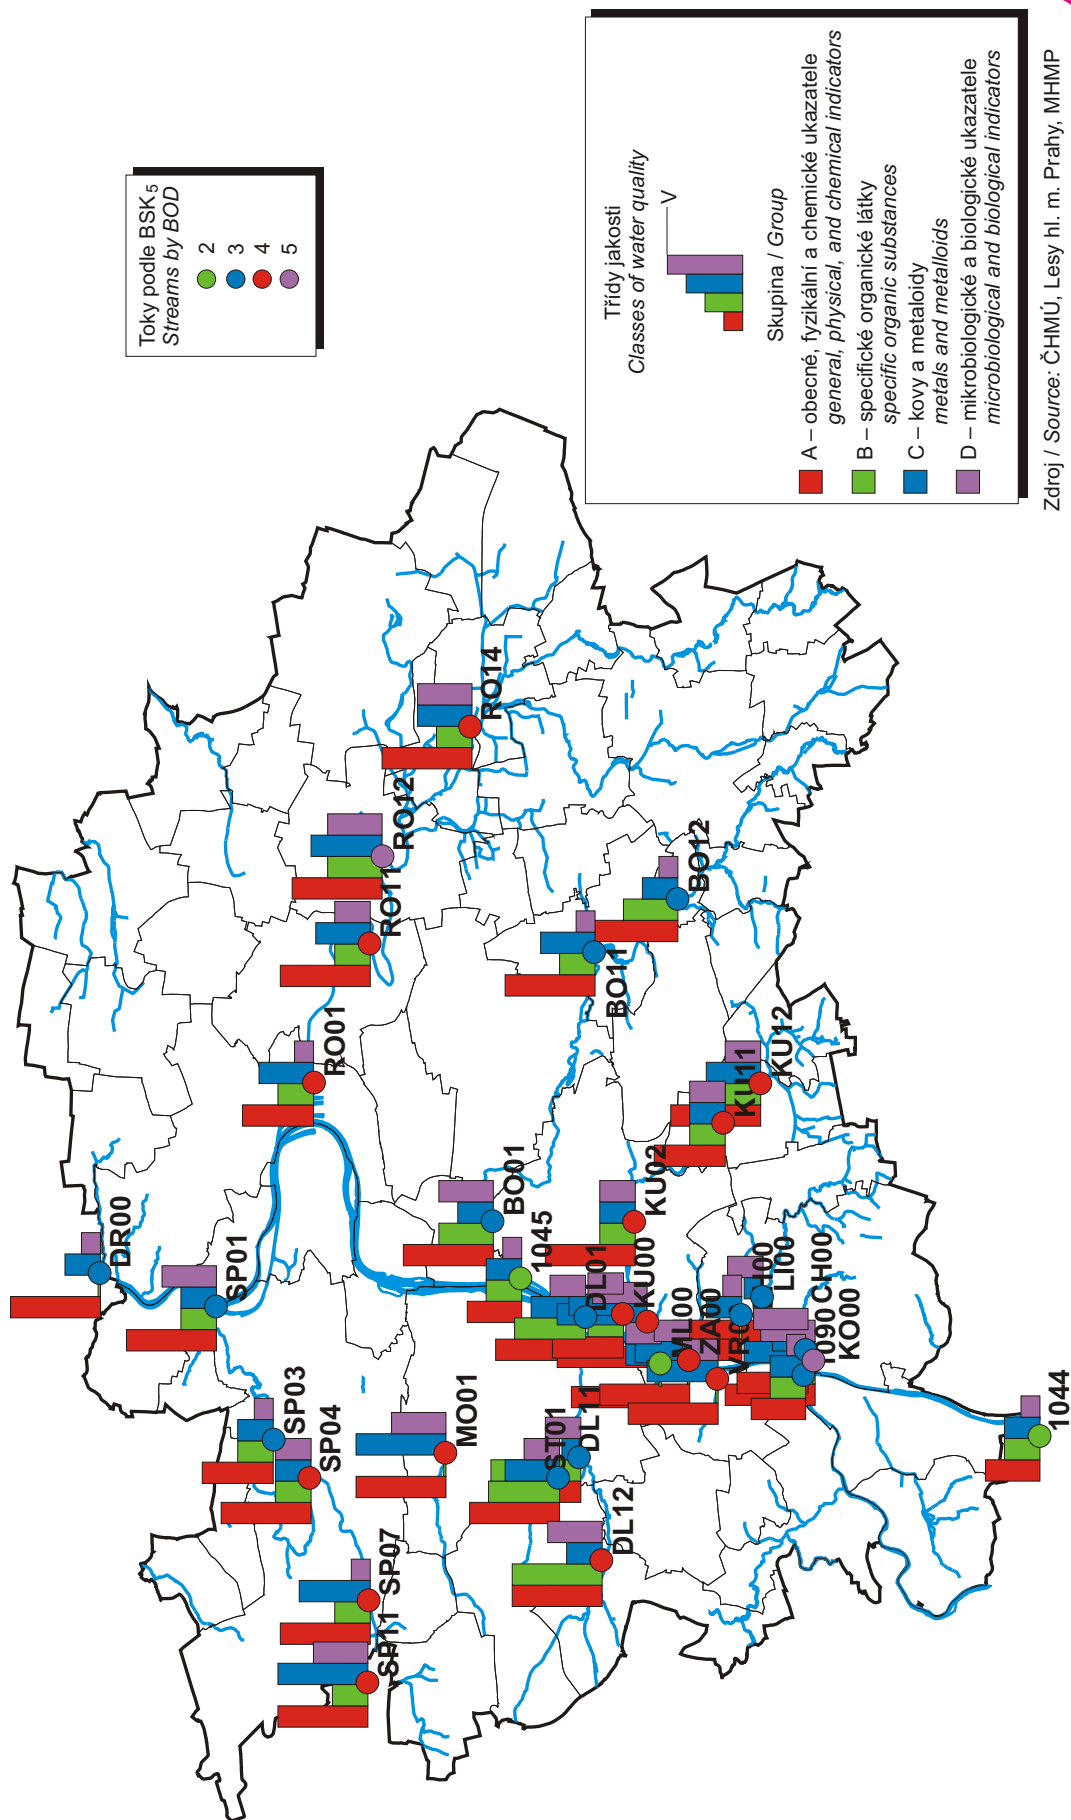 Toky podle BSK5
Streams by BOD
2
3
4
5
Třídy jakosti
Classes of water quality
V
Skupina / Group
A – obecné, fyzikální a chemické ukazatele
general, physical, and chemical indicators
B – specifické organické látky
specific organic substances
C – kovy a metaloidy
metals and metalloids
D – mikrobiologické a biologické ukazatele
microbiological and biological indicators
Zdroj / Source: ČHMÚ, Lesy hl. m. Prahy, MHMP
DR00
SP01
SP03
SP04
SP07
SP11
MO01
RO01
RO11
RO12
RO14
BO01
BO11
BO12
1045
DL01
KU00
KU02
KU11
KU12
ST01
DL11
DL12
ML00
ZA00
LI00
CH00
KO00
1044